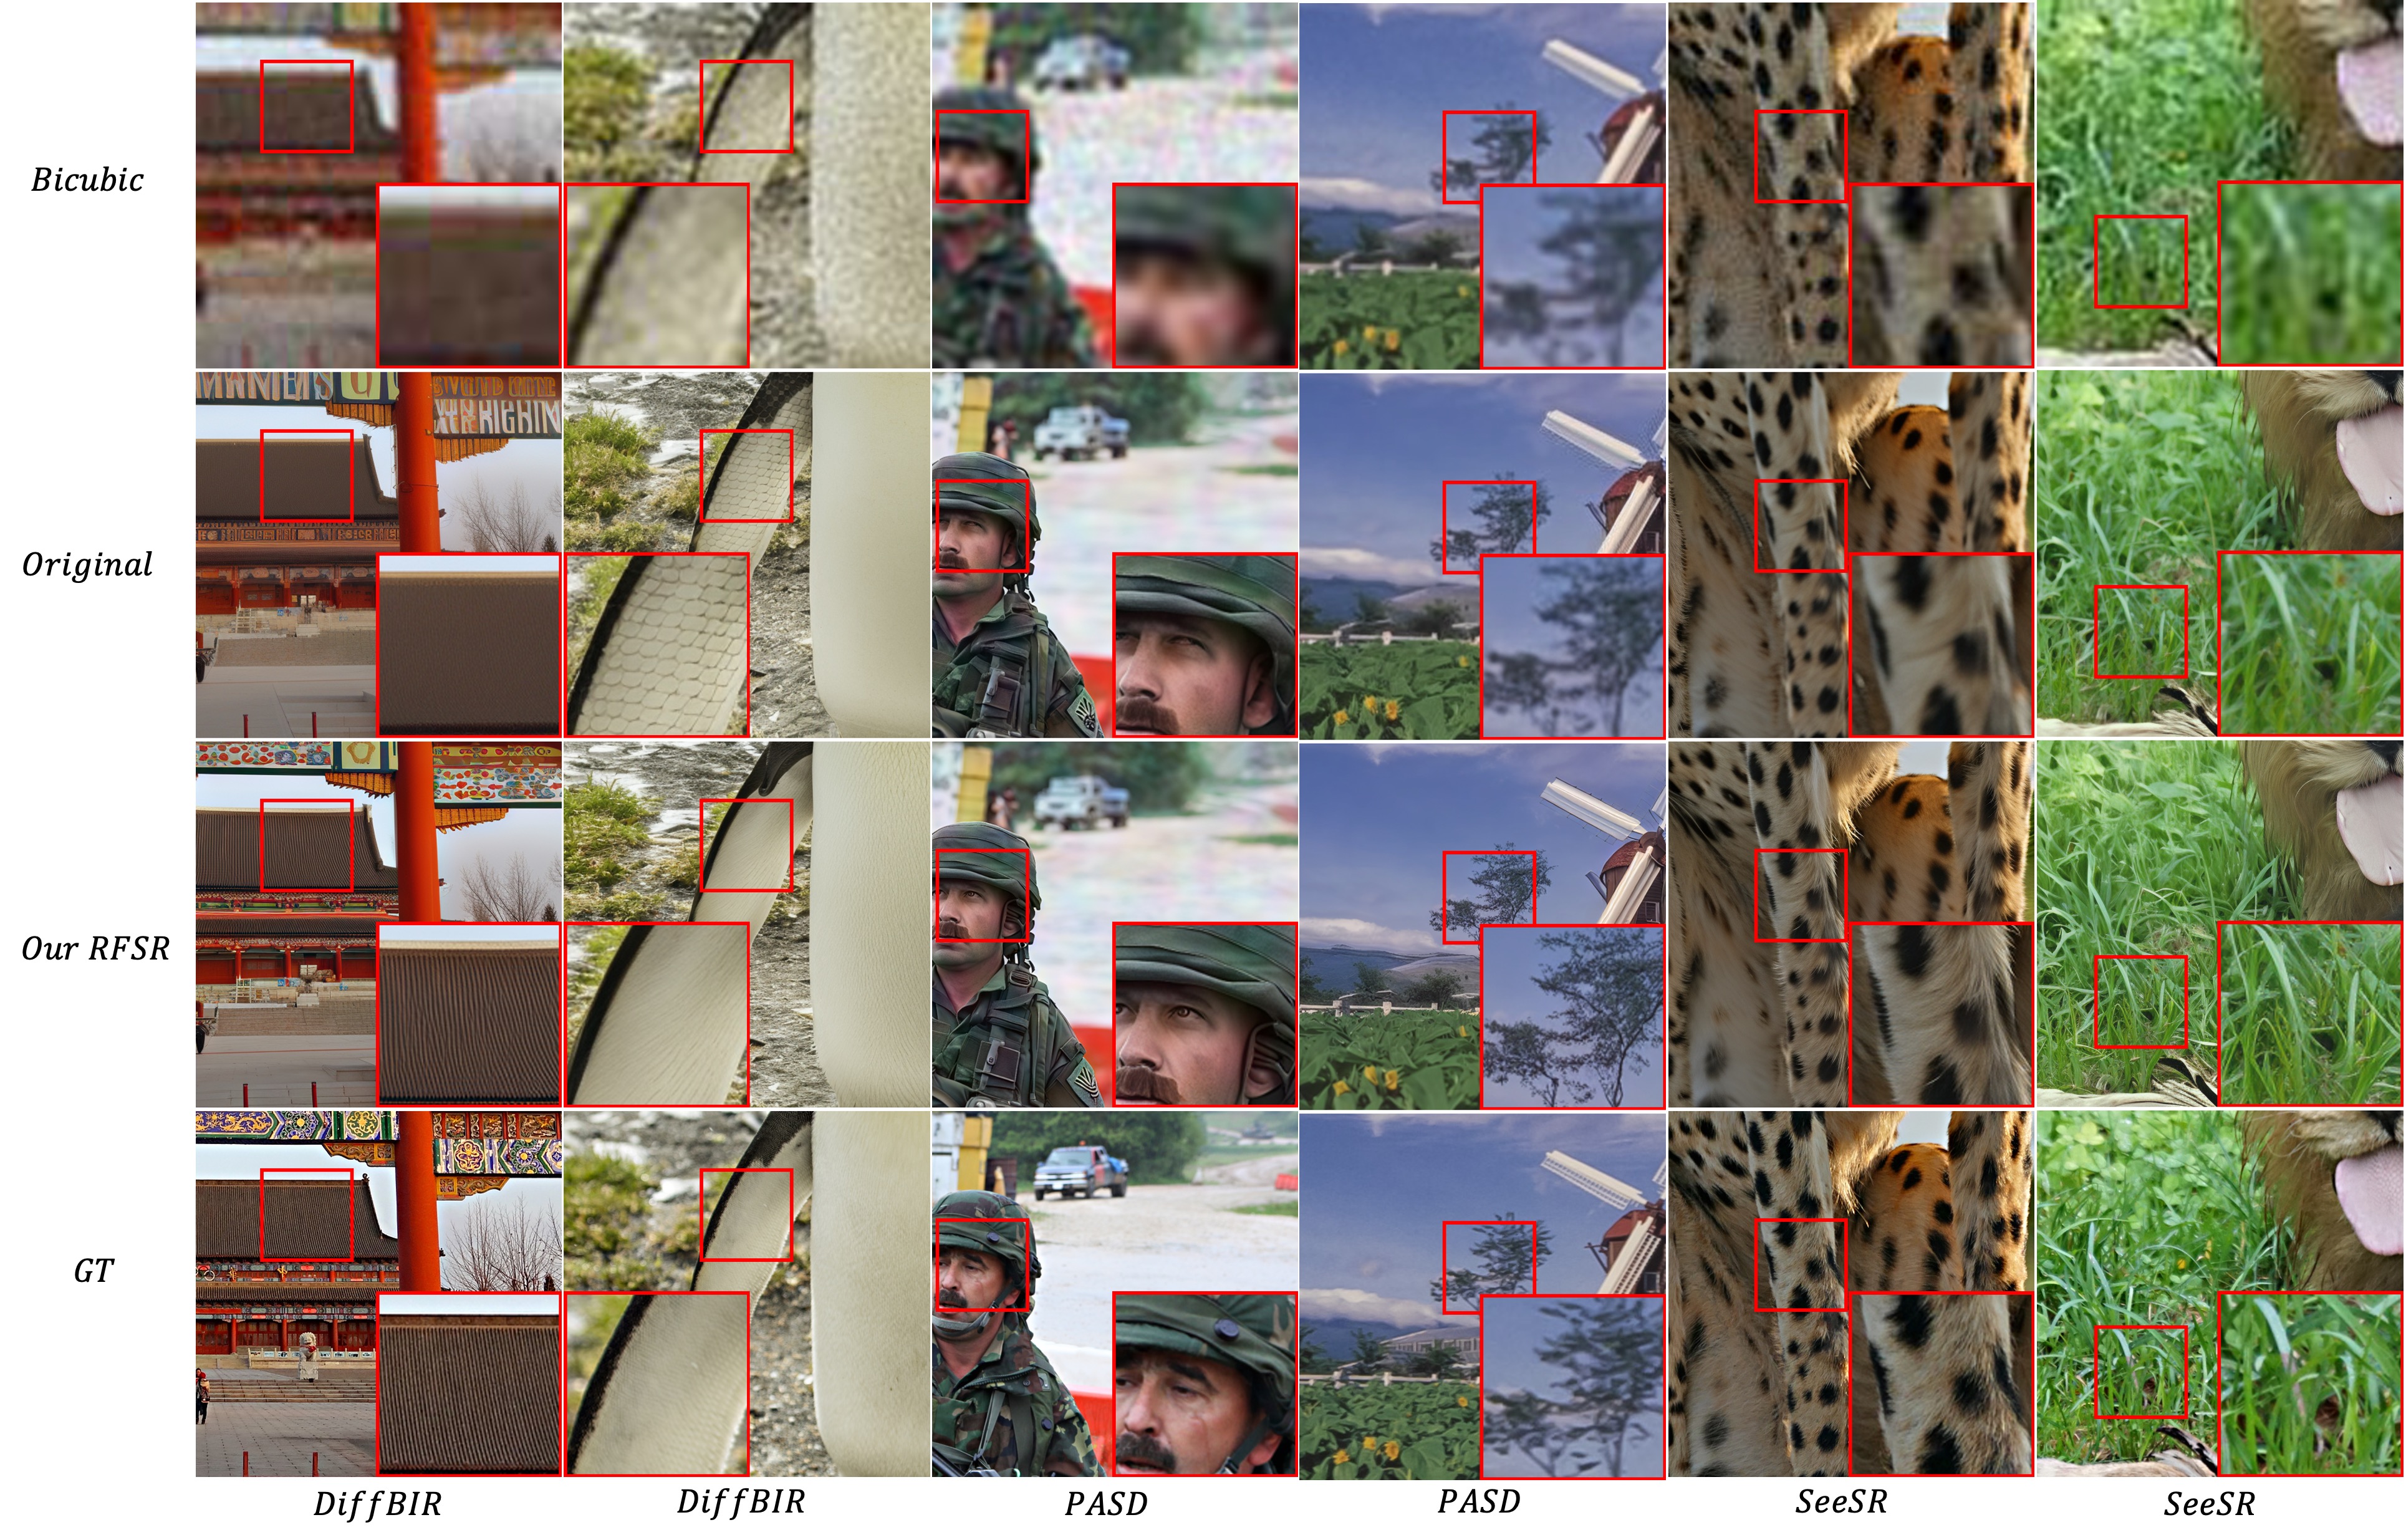 Bicubic
Original
Our RFSR
GT
DiffBIR
DiffBIR
PASD
PASD
SeeSR
SeeSR